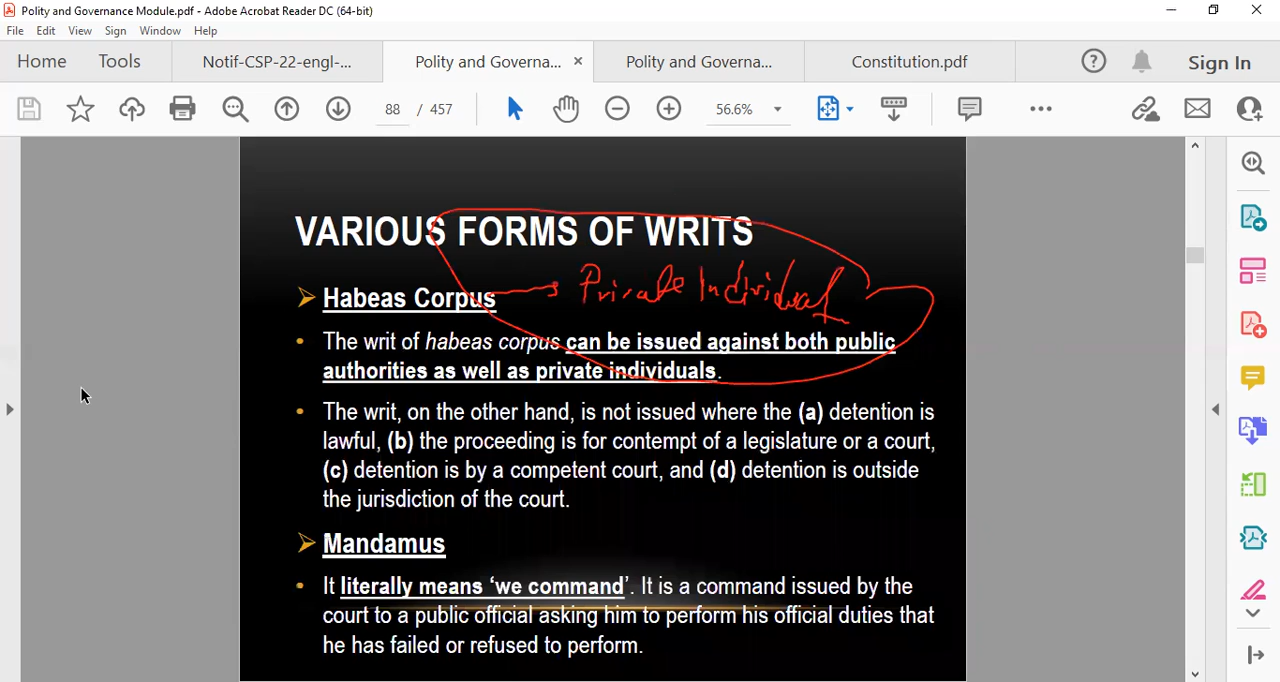 Polity and Governance Module.pdf - Adobe Acrobat Reader DC (64-bit)
File Edit View Sign Window Help
Home Tools Notif-CSP-22-engl-... Polity and Governa... × Polity and Governa... Constitution.pdf Sign In
88 / 457 56.6%
VARIOUS FORMS OF WRITS
Private Individual
Habeas Corpus
The writ of habeas corpus can be issued against both public
authorities as well as private individuals.
The writ, on the other hand, is not issued where the (a) detention is
lawful, (b) the proceeding is for contempt of a legislature or a court,
(c) detention is by a competent court, and (d) detention is outside
the jurisdiction of the court.
Mandamus
It literally means ‘we command’. It is a command issued by the
court to a public official asking him to perform his official duties that
he has failed or refused to perform.